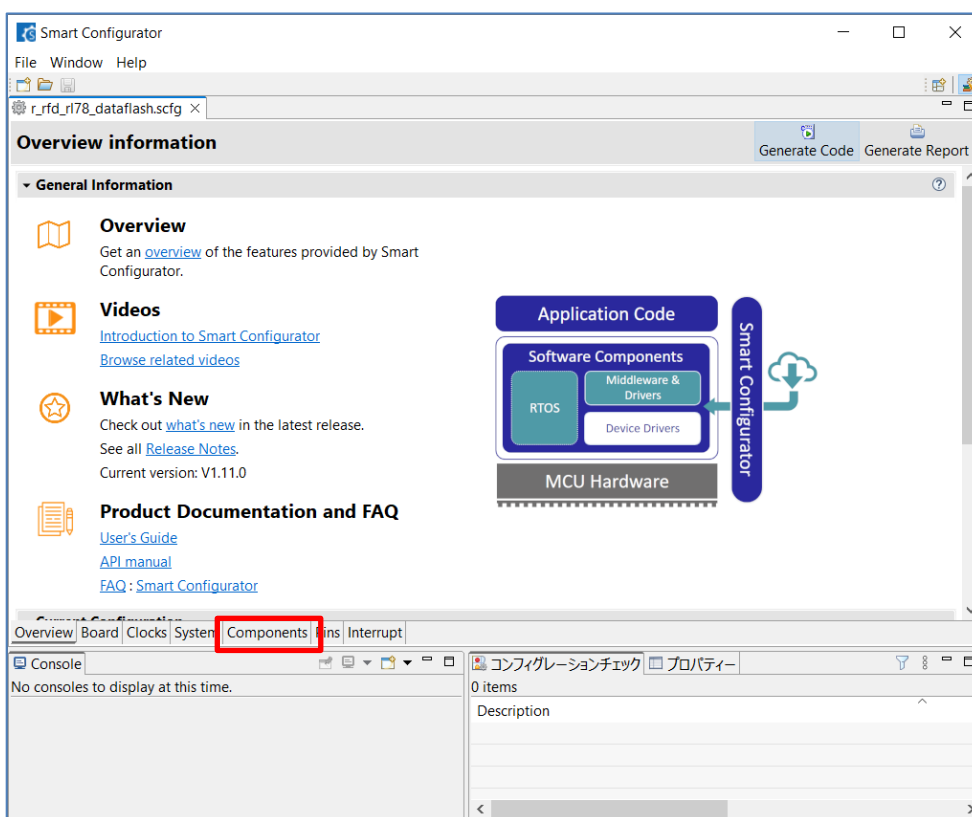 Smart Configurator
File Window Help
r_rfd_rl78_dataflash.scfg
Overview information
Generate Code Generate Report
General Information
Overview
Get an overview of the features provided by Smart
Configurator.
Videos
Introduction to Smart Configurator
Browse related videos
What's New
Check out what's new in the latest release.
See all Release Notes.
Current version: V1.11.0
Product Documentation and FAQ
User's Guide
API manual
FAQ : Smart Configurator
Application Code
Software Components
RTOS
Middleware &
Drivers
Device Drivers
MCU Hardware
Smart Configurator
Current Configuration
Overview Board Clocks System Components Pins Interrupt
Console
No consoles to display at this time.
コンフィグレーションチェック プロパティー
0 items
Description